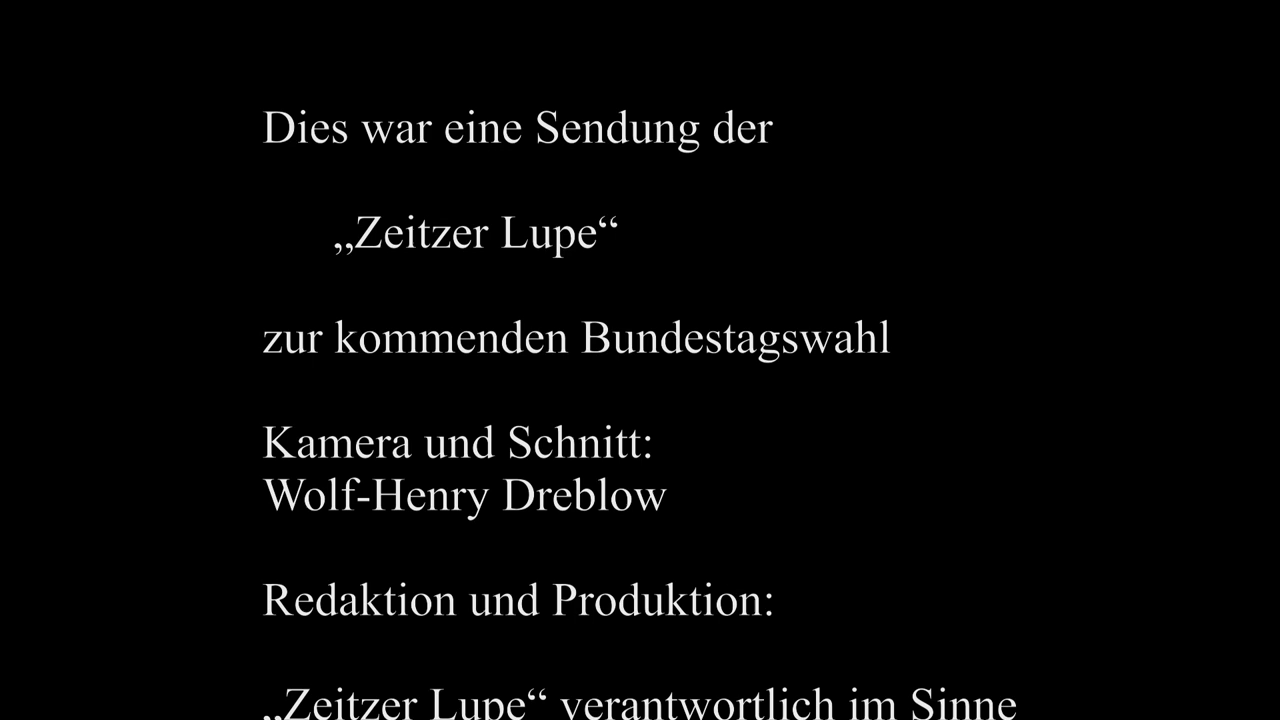 Dies war eine Sendung der
„Zeitzer Lupe“
zur kommenden Bundestagswahl
Kamera und Schnitt:
Wolf-Henry Dreblow
Redaktion und Produktion:
„Zeitzer Lupe“ verantwortlich im Sinne